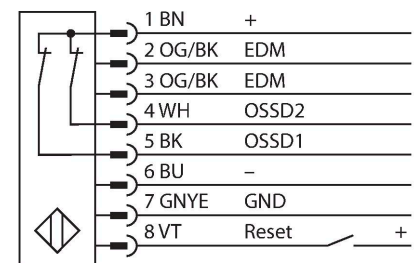 1 BN +
2 OG/BK EDM
3 OG/BK EDM
4 WH OSSD2
5 BK OSSD1
6 BU –
7 GNYE GND
8 VT Reset +